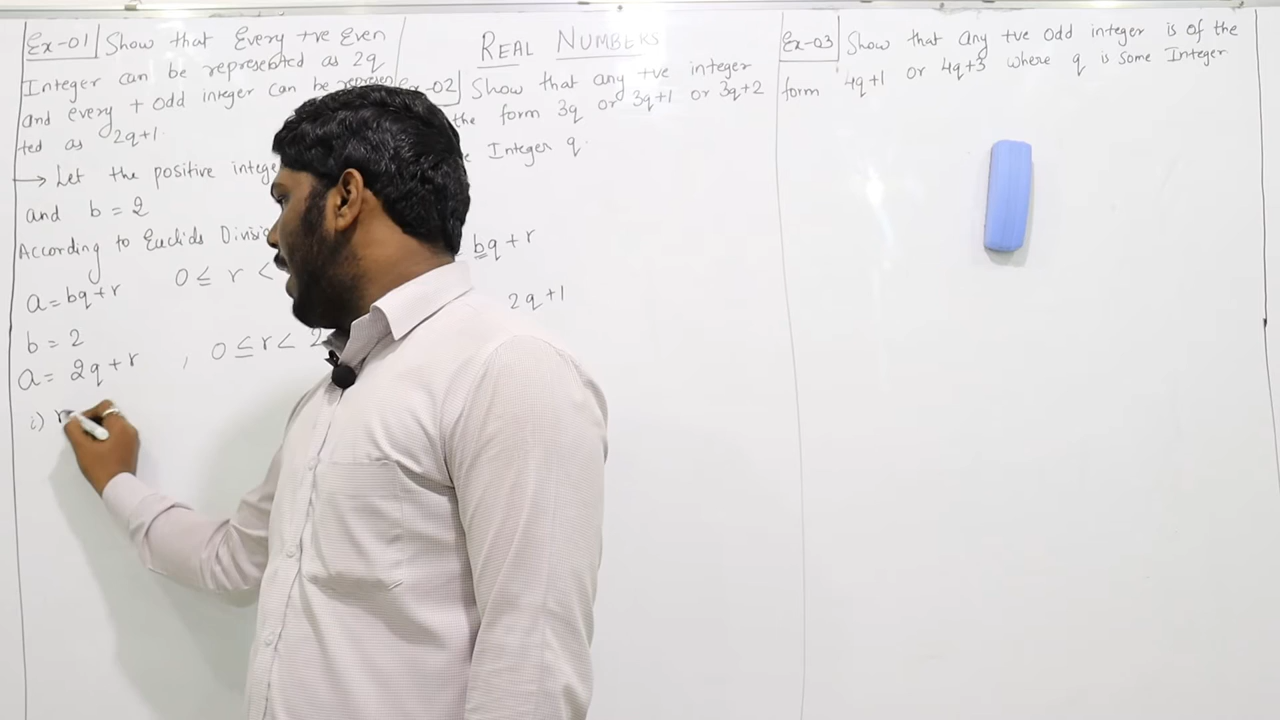 Ex-01 Show that Every +ve Even
Integer can be represented as 2q
and every + odd ineger can be represen
ted as 2q+1.
→ Let the positive intege
and b = 2
According to Euclids Divisio
a = bq + r 0 ≤ r <
b = 2
a = 2q + r , 0 ≤ r < 2
i) r
REAL NUMBERS
-02 Show that any +ve integer
the form 3q or 3q+1 or 3q+2
Integer q.
bq + r
2q+1
Ex-03 Show that any +ve odd integer is of the
form 4q+1 or 4q+3 where q is some Integer